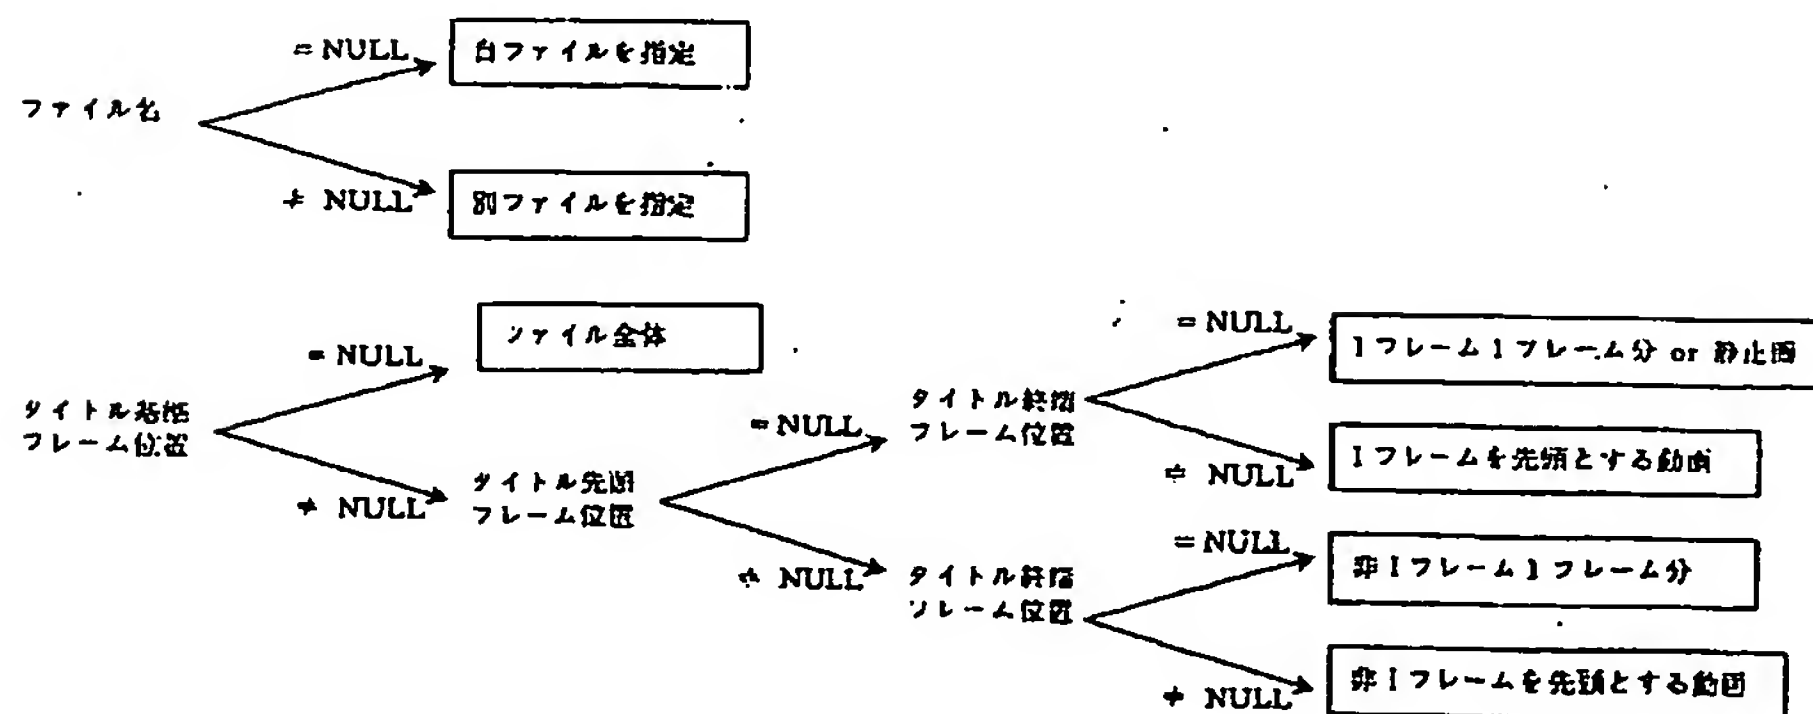 = NULL
自ファイルを指定
ファイル名
≠ NULL
別ファイルを指定
= NULL
ファイル全体
タイトル基括
フレーム位置
≠ NULL
タイトル先頭
フレーム位置
= NULL
タイトル終端
フレーム位置
= NULL
Iフレーム1フレーム分 or 静止画
≠ NULL
Iフレームを先頭とする動画
≠ NULL
タイトル終端
フレーム位置
= NULL
非Iフレーム1フレーム分
≠ NULL
非Iフレームを先頭とする動画